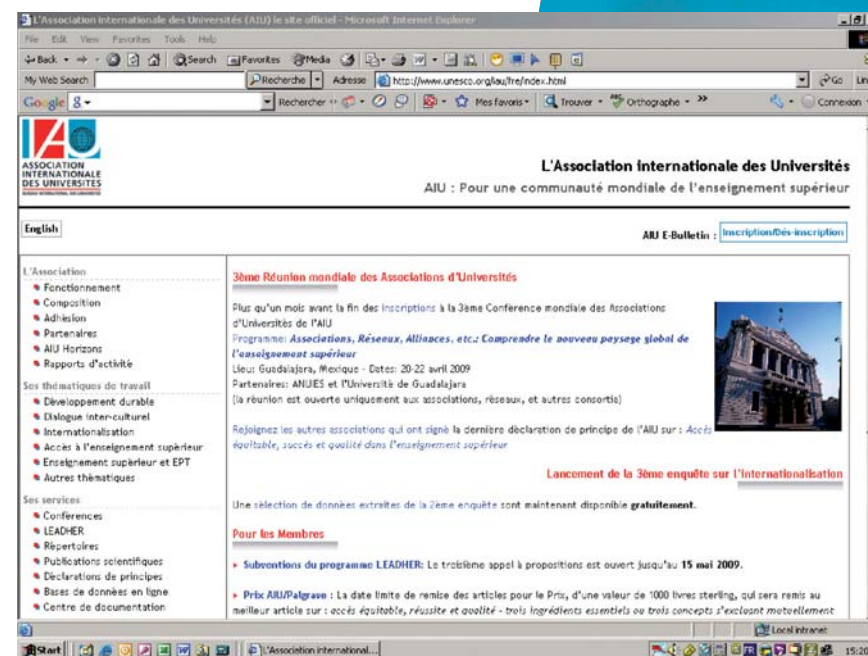 L'Association internationale des Universités (AIU) le site officiel - Microsoft Internet Explorer
File Edit View Favorites Tools Help
Back Search Favorites Media
My Web Search Recherche Adresse http://www.unesco.org/iau/fre/index.html Go
Google Rechercher Mes favoris Trouver Orthographe Connexion
ASSOCIATION
INTERNATIONALE
DES UNIVERSITES
L'Association internationale des Universités
AIU : Pour une communauté mondiale de l'enseignement supérieur
English
AIU E-Bulletin : Inscription/Dés-inscription
L'Association
Fonctionnement
Composition
Adhésion
Partenaires
AIU Horizons
Rapports d'activité
Ses thématiques de travail
Développement durable
Dialogue inter-culturel
Internationalisation
Accès à l'enseignement supérieur
Enseignement supérieur et EPT
Autres thématiques
Ses services
Conférences
LEADHER
Répertoires
Publications scientifiques
Déclarations de principes
Bases de données en ligne
Centre de documentation
3ème Réunion mondiale des Associations d'Universités
Plus qu'un mois avant la fin des inscriptions à la 3ème Conférence mondiale des Associations
d'Universités de l'AIU
Programme: Associations, Réseaux, Alliances, etc.: Comprendre le nouveau paysage global de
l'enseignement supérieur
Lieu: Guadalajara, Mexique - Dates: 20-22 avril 2009
Partenaires: ANUIES et l'Université de Guadalajara
(la réunion est ouverte uniquement aux associations, réseaux, et autres consortia)
Rejoignez les autres associations qui ont signé la dernière déclaration de principe de l'AIU sur : Accès
équitable, succès et qualité dans l'enseignement supérieur
Lancement de la 3ème enquête sur l'Internationalisation
Une sélection de données extraites de la 2ème enquête sont maintenant disponible gratuitement.
Pour les Membres
Subventions du programme LEADHER: Le troisième appel à propositions est ouvert jusqu'au 15 mai 2009.
Prix AIU/Palgrave : La date limite de remise des articles pour le Prix, d'une valeur de 1000 livres sterling, qui sera remis au
meilleur article sur : accès équitable, réussite et qualité - trois ingrédients essentiels ou trois concepts s'excluant mutuellement
Local intranet
Start L'Association international... FR 15:26